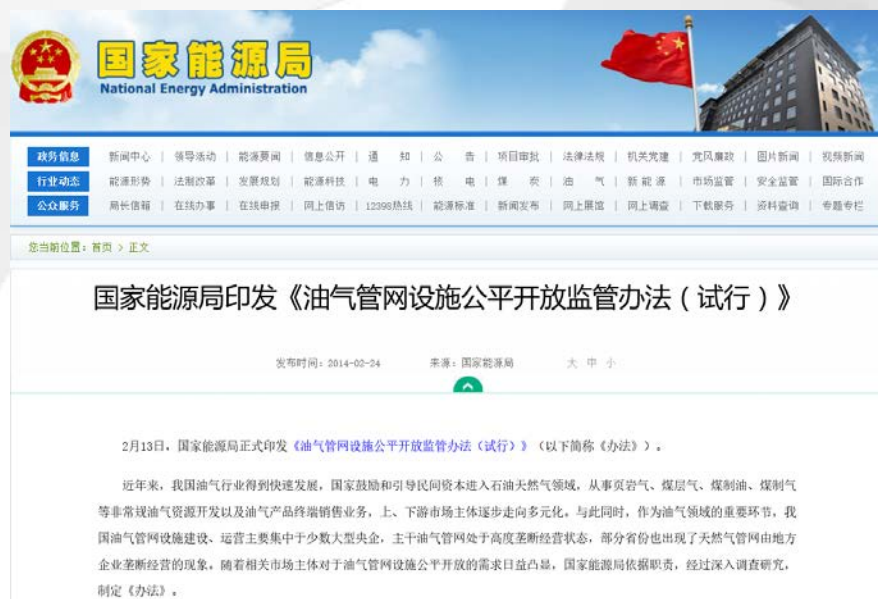 国家能源局
National Energy Administration
政务信息 新闻中心 | 领导活动 | 能源要闻 | 信息公开 | 通 知 | 公 告 | 项目审批 | 法律法规 | 机关党建 | 党风廉政 | 图片新闻 | 视频新闻
行业动态 能源形势 | 法制改革 | 发展规划 | 能源科技 | 电 力 | 核 电 | 煤 炭 | 油 气 | 新能源 | 市场监管 | 安全监管 | 国际合作
公众服务 局长信箱 | 在线办事 | 在线申报 | 网上信访 | 12398热线 | 能源标准 | 新闻发布 | 网上展馆 | 网上调查 | 下载服务 | 资料查询 | 专题专栏
您当前位置：首页 > 正文
国家能源局印发《油气管网设施公平开放监管办法（试行）》
发布时间：2014-02-24 来源：国家能源局 大 中 小
2月13日，国家能源局正式印发《油气管网设施公平开放监管办法（试行）》（以下简称《办法》）。
近年来，我国油气行业得到快速发展，国家鼓励和引导民间资本进入石油天然气领域，从事页岩气、煤层气、煤制油、煤制气
等非常规油气资源开发以及油气产品终端销售业务，上、下游市场主体逐步走向多元化。与此同时，作为油气领域的重要环节，我
国油气管网设施建设、运营主要集中于少数大型央企，主干油气管网处于高度垄断经营状态，部分省份也出现了天然气管网由地方
企业垄断经营的现象。随着相关市场主体对于油气管网设施公平开放的需求日益凸显，国家能源局依据职责，经过深入调查研究，
制定《办法》。